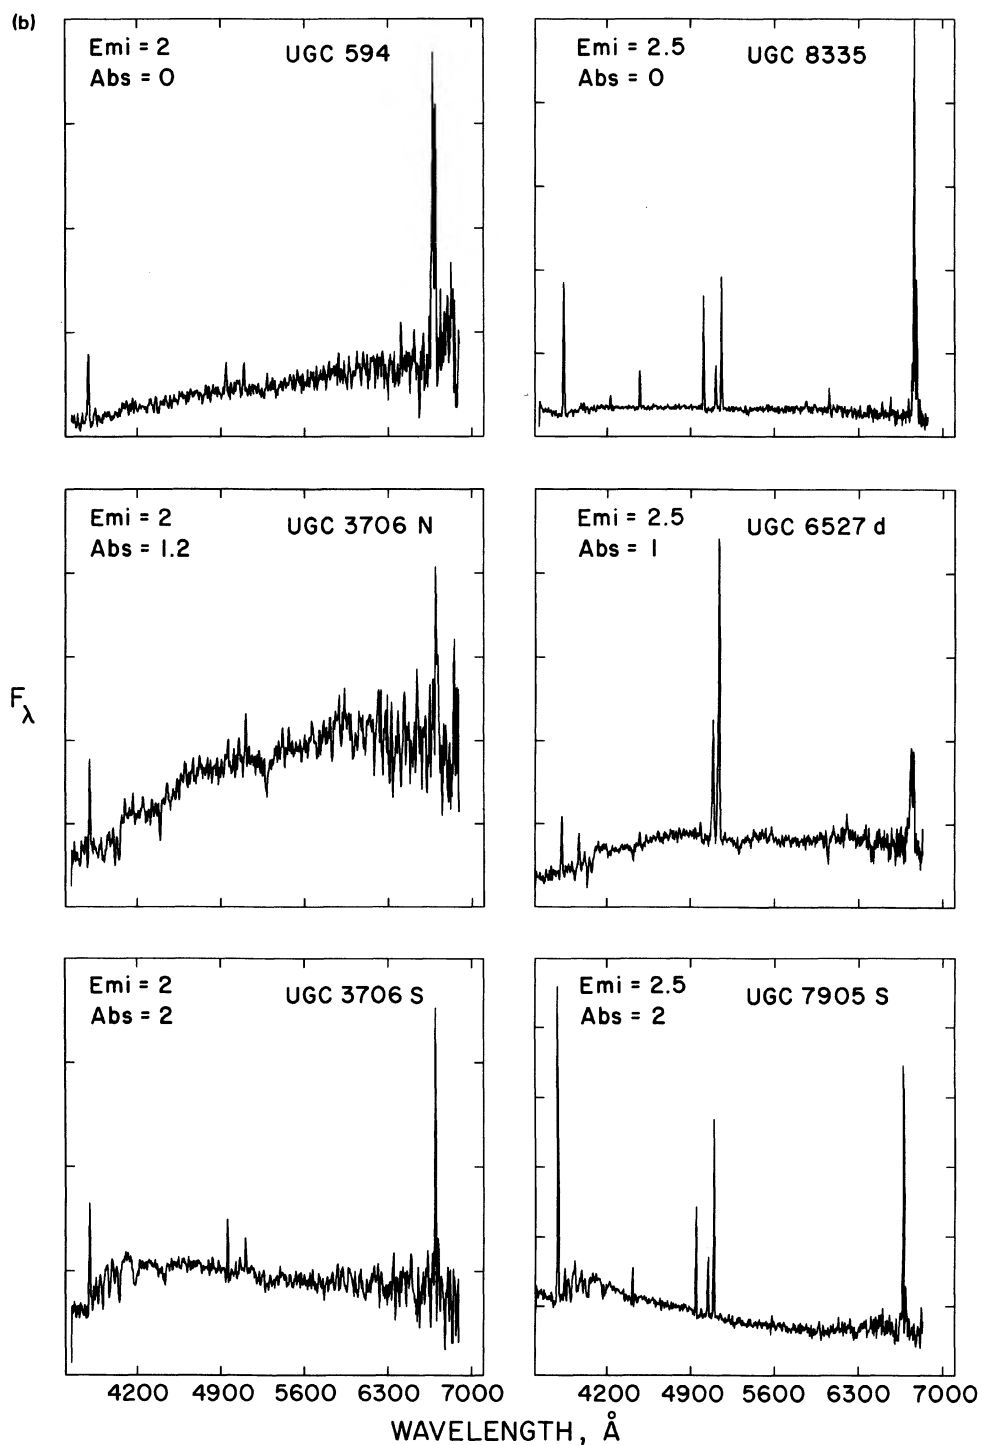 (b)
Emi = 2
Abs = 0
UGC 594
Emi = 2.5
Abs = 0
UGC 8335
Emi = 2
Abs = 1.2
UGC 3706 N
Emi = 2.5
Abs = 1
UGC 6527 d
Fλ
Emi = 2
Abs = 2
UGC 3706 S
Emi = 2.5
Abs = 2
UGC 7905 S
4200 4900 5600 6300 7000 4200 4900 5600 6300 7000
WAVELENGTH, Å